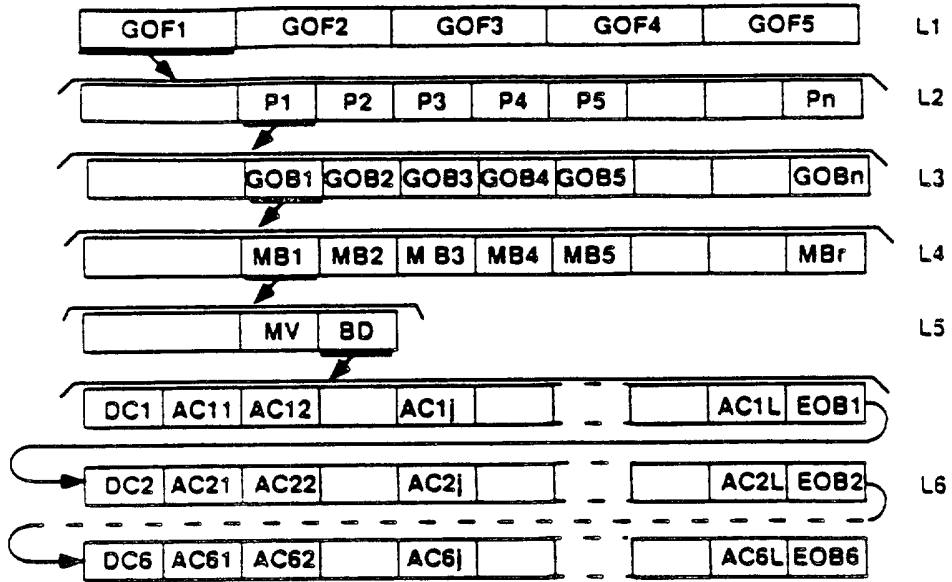 GOF1 GOF2 GOF3 GOF4 GOF5 L1
P1 P2 P3 P4 P5 Pn L2
GOB1 GOB2 GOB3 GOB4 GOB5 GOBn L3
MB1 MB2 M B3 MB4 MB5 MBr L4
MV BD L5
DC1 AC11 AC12 AC1j AC1L EOB1
DC2 AC21 AC22 AC2j AC2L EOB2 L6
DC6 AC61 AC62 AC6j AC6L EOB6